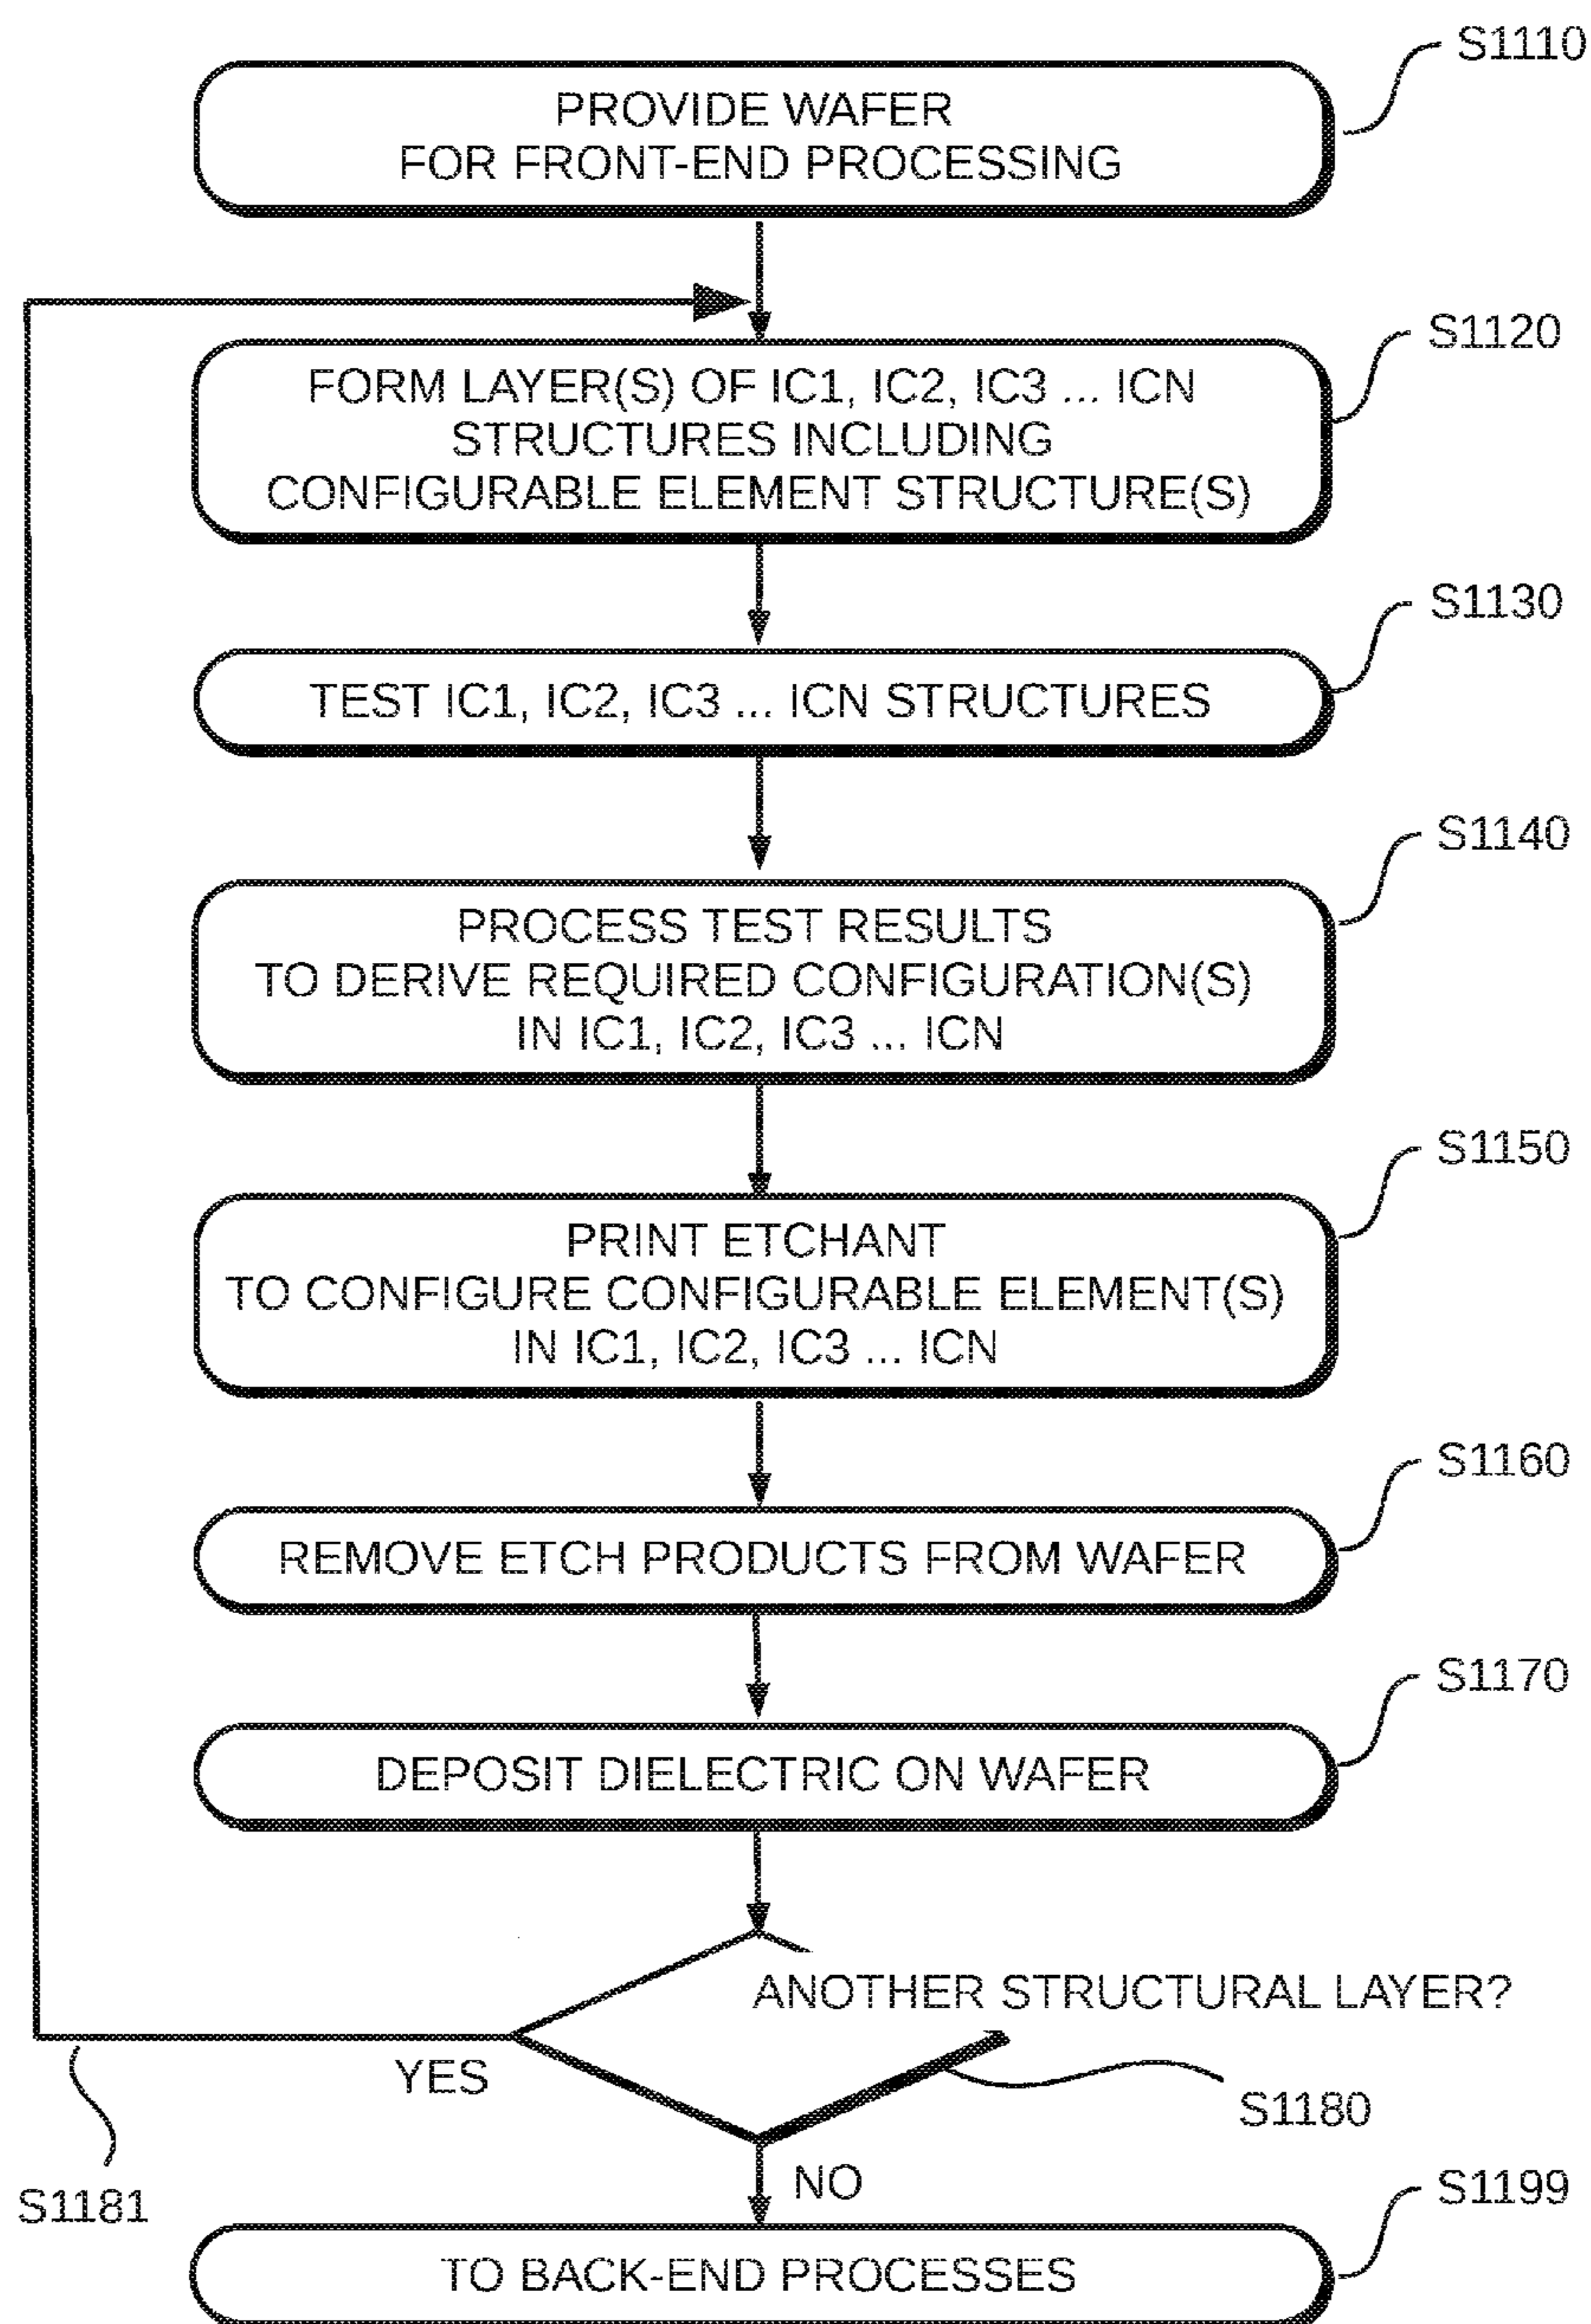 S1110
PROVIDE WAFER
FOR FRONT-END PROCESSING
S1120
FORM LAYER(S) OF IC1, IC2, IC3 ... ICN
STRUCTURES INCLUDING
CONFIGURABLE ELEMENT STRUCTURE(S)
S1130
TEST IC1, IC2, IC3 ... ICN STRUCTURES
S1140
PROCESS TEST RESULTS
TO DERIVE REQUIRED CONFIGURATION(S)
IN IC1, IC2, IC3 ... ICN
S1150
PRINT ETCHANT
TO CONFIGURE CONFIGURABLE ELEMENT(S)
IN IC1, IC2, IC3 ... ICN
S1160
REMOVE ETCH PRODUCTS FROM WAFER
S1170
DEPOSIT DIELECTRIC ON WAFER
ANOTHER STRUCTURAL LAYER?
YES
S1180
NO
S1181
S1199
TO BACK-END PROCESSES